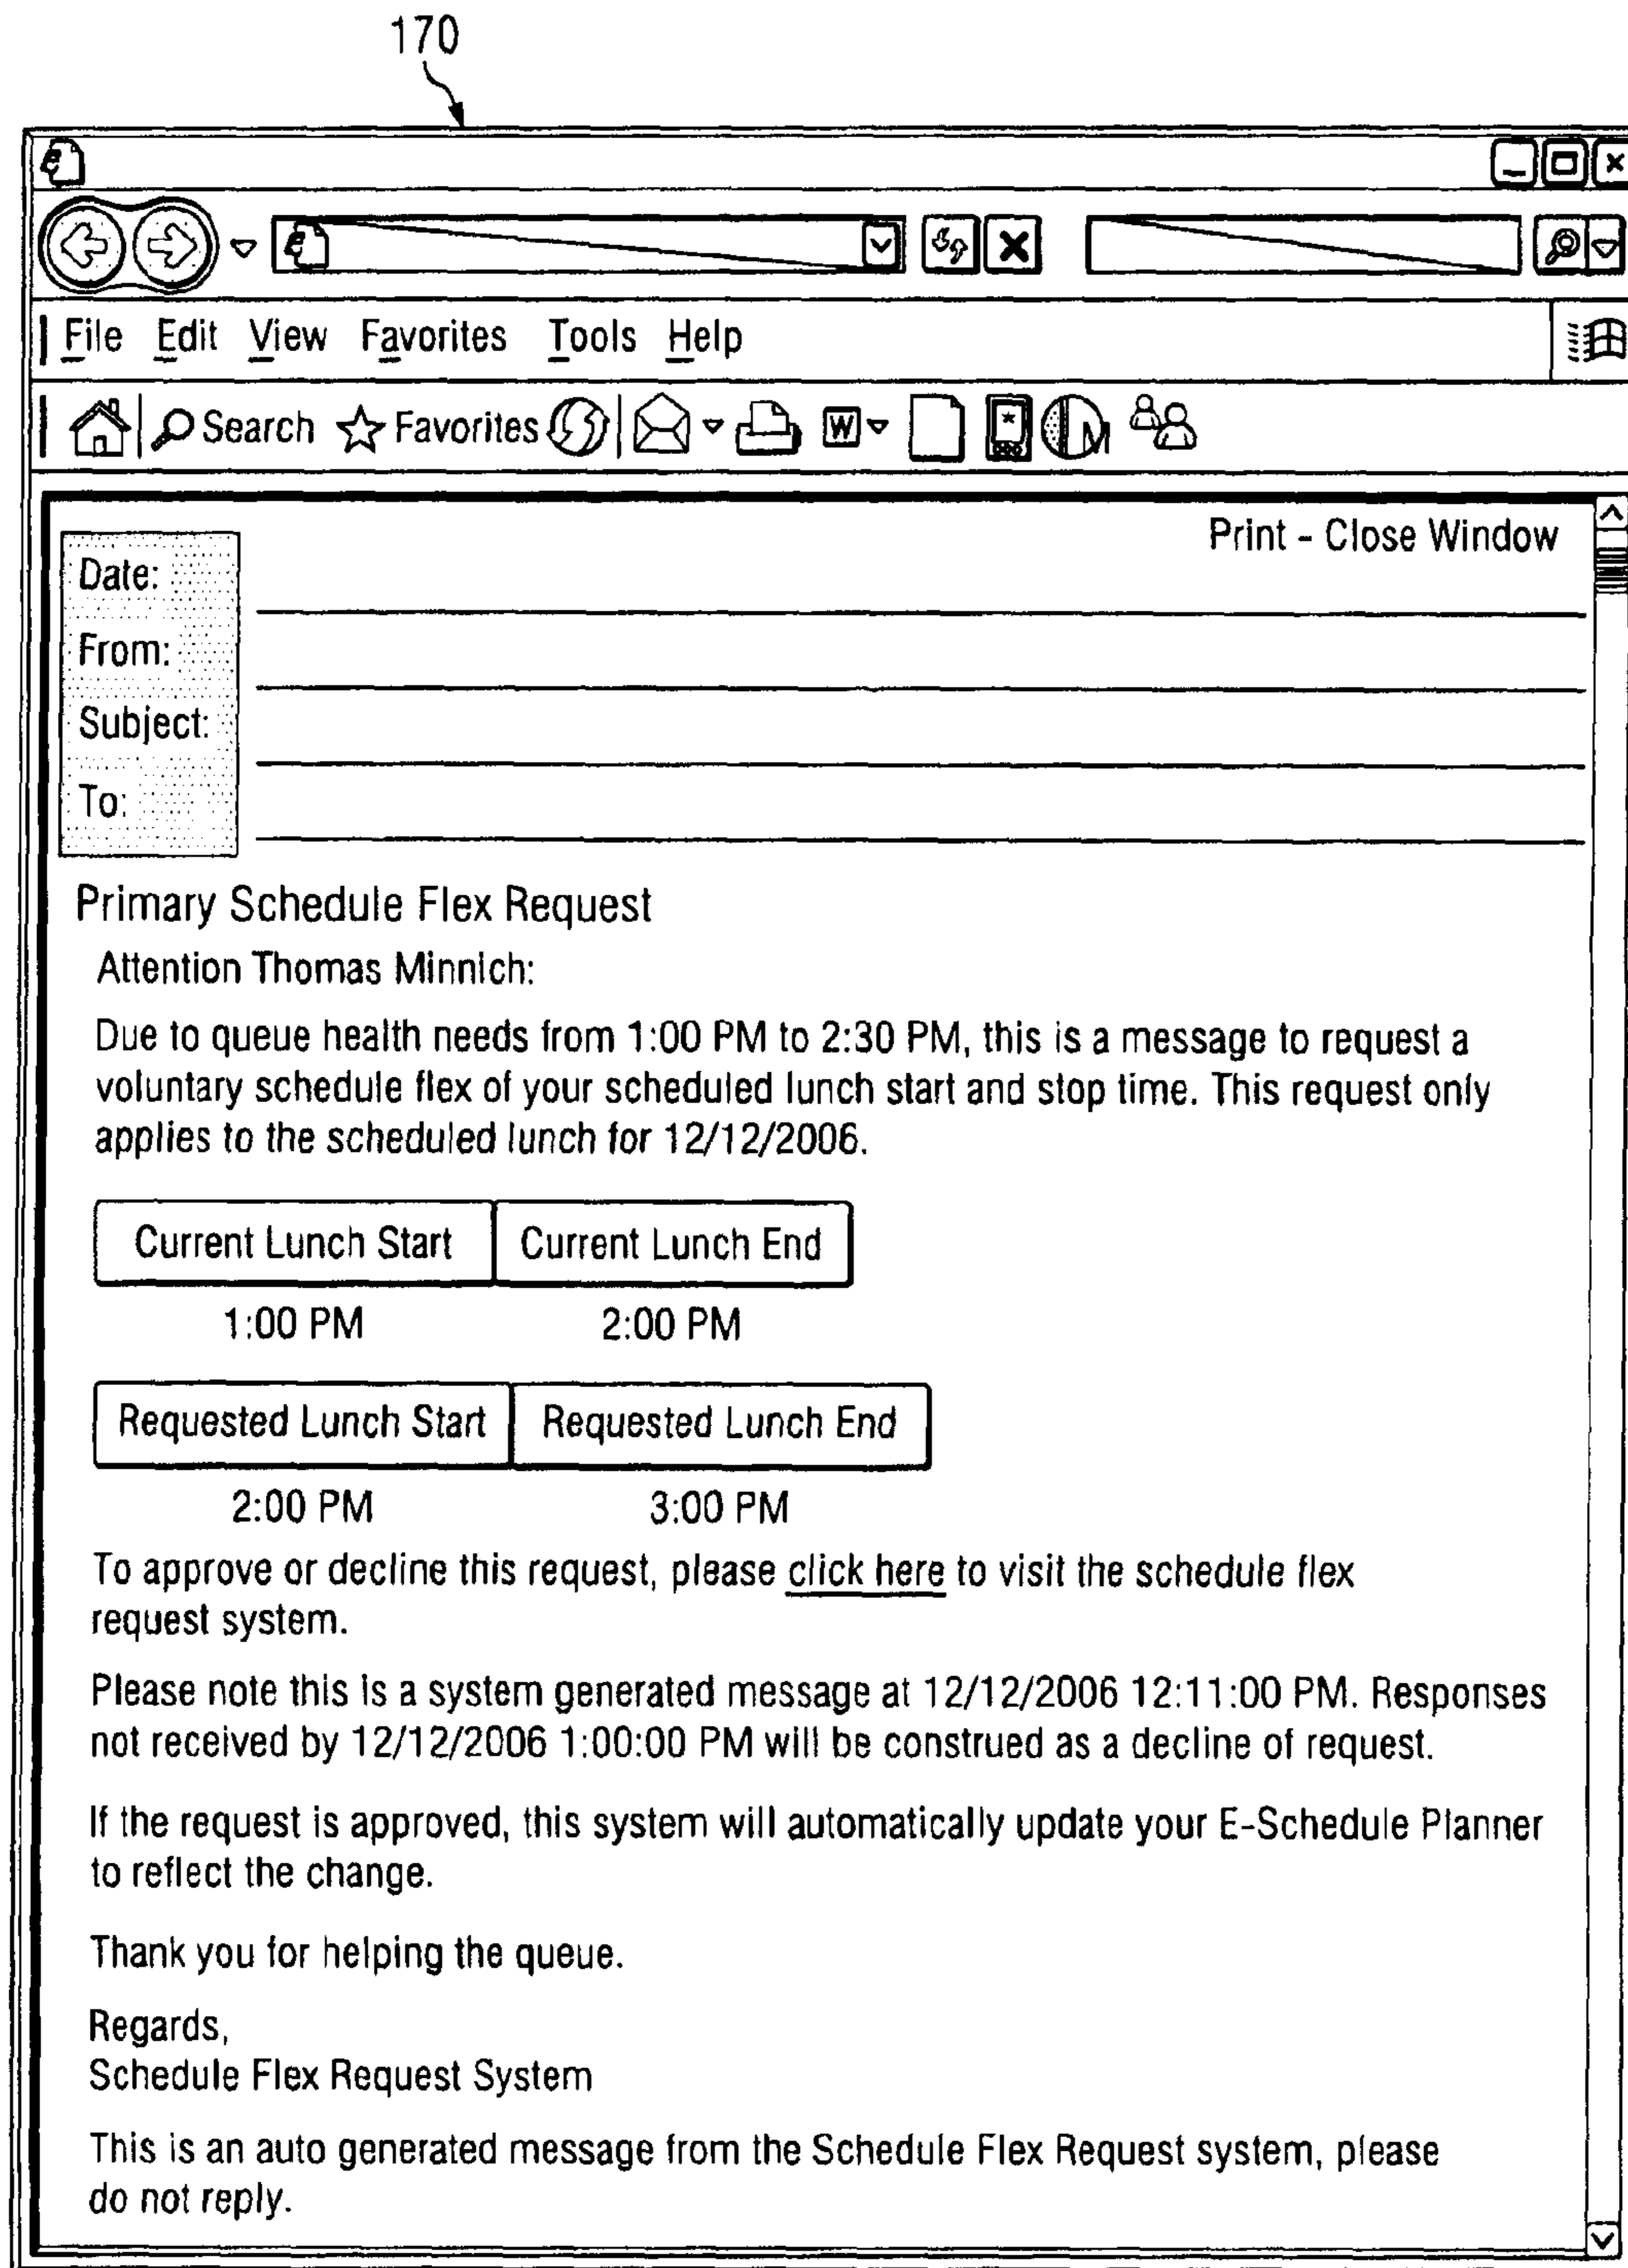 170
File Edit View Favorites Tools Help
Search Favorites W M
Print - Close Window
Date:
From:
Subject:
To:
Primary Schedule Flex Request
Attention Thomas Minnich:
Due to queue health needs from 1:00 PM to 2:30 PM, this is a message to request a
voluntary schedule flex of your scheduled lunch start and stop time. This request only
applies to the scheduled lunch for 12/12/2006.
Current Lunch Start Current Lunch End
1:00 PM 2:00 PM
Requested Lunch Start Requested Lunch End
2:00 PM 3:00 PM
To approve or decline this request, please click here to visit the schedule flex
request system.
Please note this is a system generated message at 12/12/2006 12:11:00 PM. Responses
not received by 12/12/2006 1:00:00 PM will be construed as a decline of request.
If the request is approved, this system will automatically update your E-Schedule Planner
to reflect the change.
Thank you for helping the queue.
Regards,
Schedule Flex Request System
This is an auto generated message from the Schedule Flex Request system, please
do not reply.